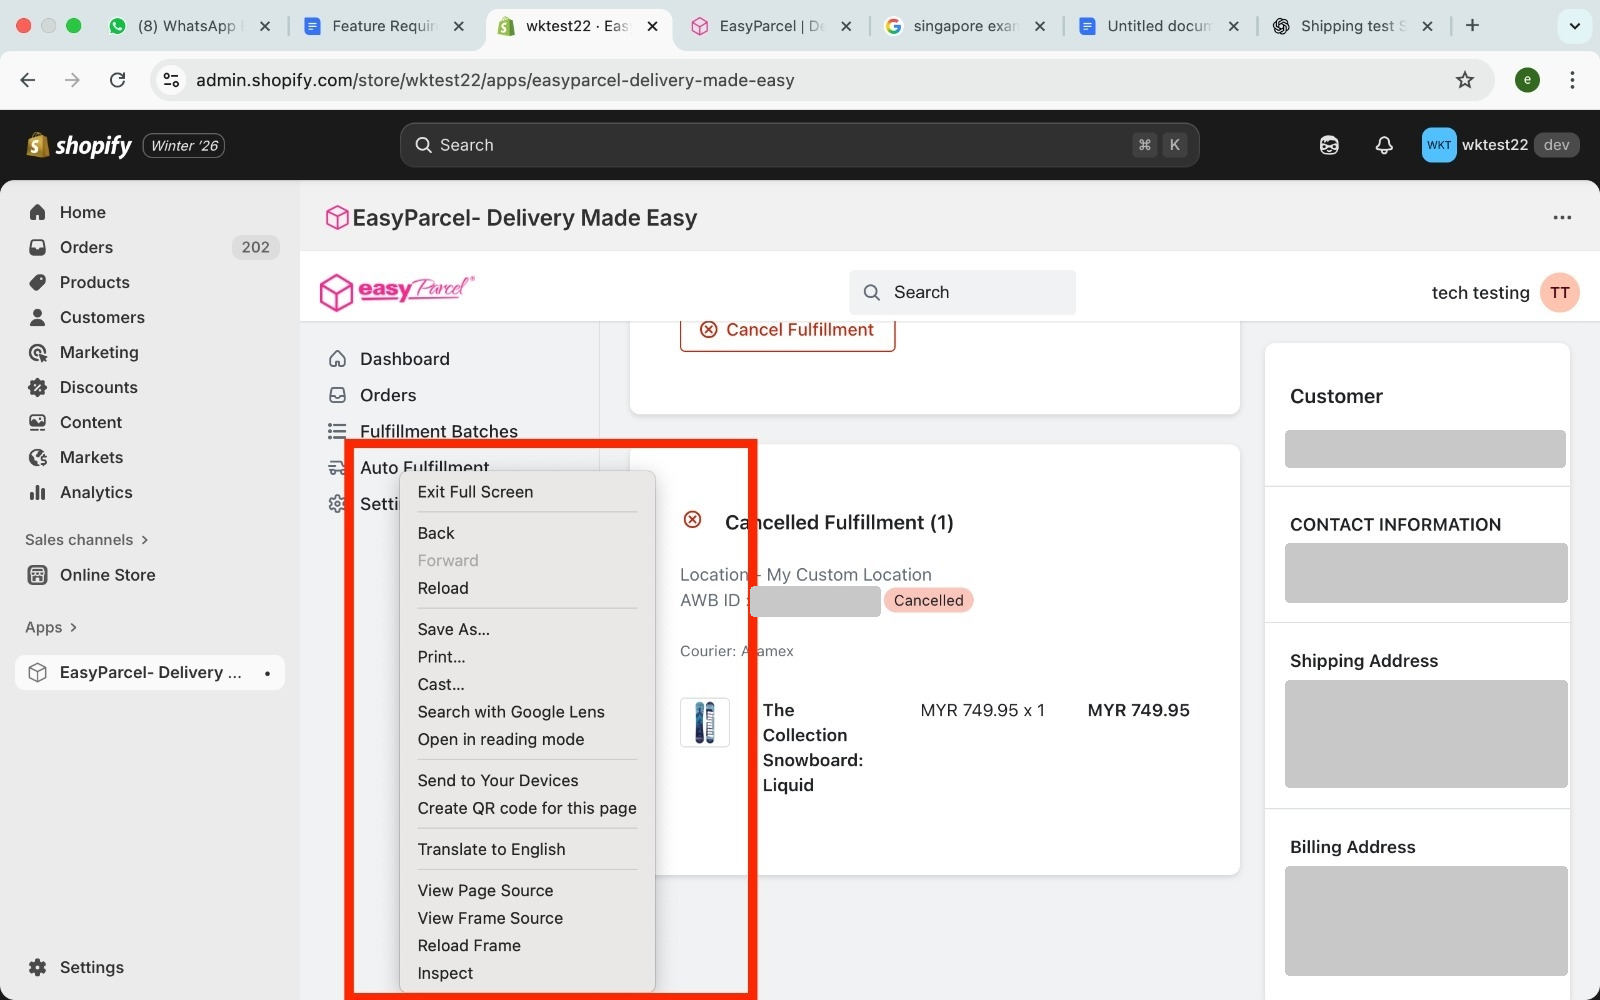 (8) WhatsApp
Feature Requir
wkTest22 · Eas
EasyParcel | De
singapore exam
Untitled docum
Shipping test S
admin.shopify.com/store/wktest22/apps/easyparcel-delivery-made-easy
e
shopify
Winter '26
Search
⌘ K
WKT
wktest22
dev
Home
Orders
202
Products
Customers
Marketing
Discounts
Content
Markets
Analytics
Sales channels
Online Store
Apps
EasyParcel- Delivery ...
Settings
EasyParcel- Delivery Made Easy
easyParcel
Search
tech testing
TT
Dashboard
Orders
Fulfillment Batches
Auto Fulfillment
Setti
Exit Full Screen
Back
Forward
Reload
Save As...
Print...
Cast...
Search with Google Lens
Open in reading mode
Send to Your Devices
Create QR code for this page
Translate to English
View Page Source
View Frame Source
Reload Frame
Inspect
Cancel Fulfillment
Cancelled Fulfillment (1)
Location - My Custom Location
AWB ID :
Cancelled
Courier: Aramex
The
Collection
Snowboard:
Liquid
MYR 749.95 x 1
MYR 749.95
Customer
CONTACT INFORMATION
Shipping Address
Billing Address